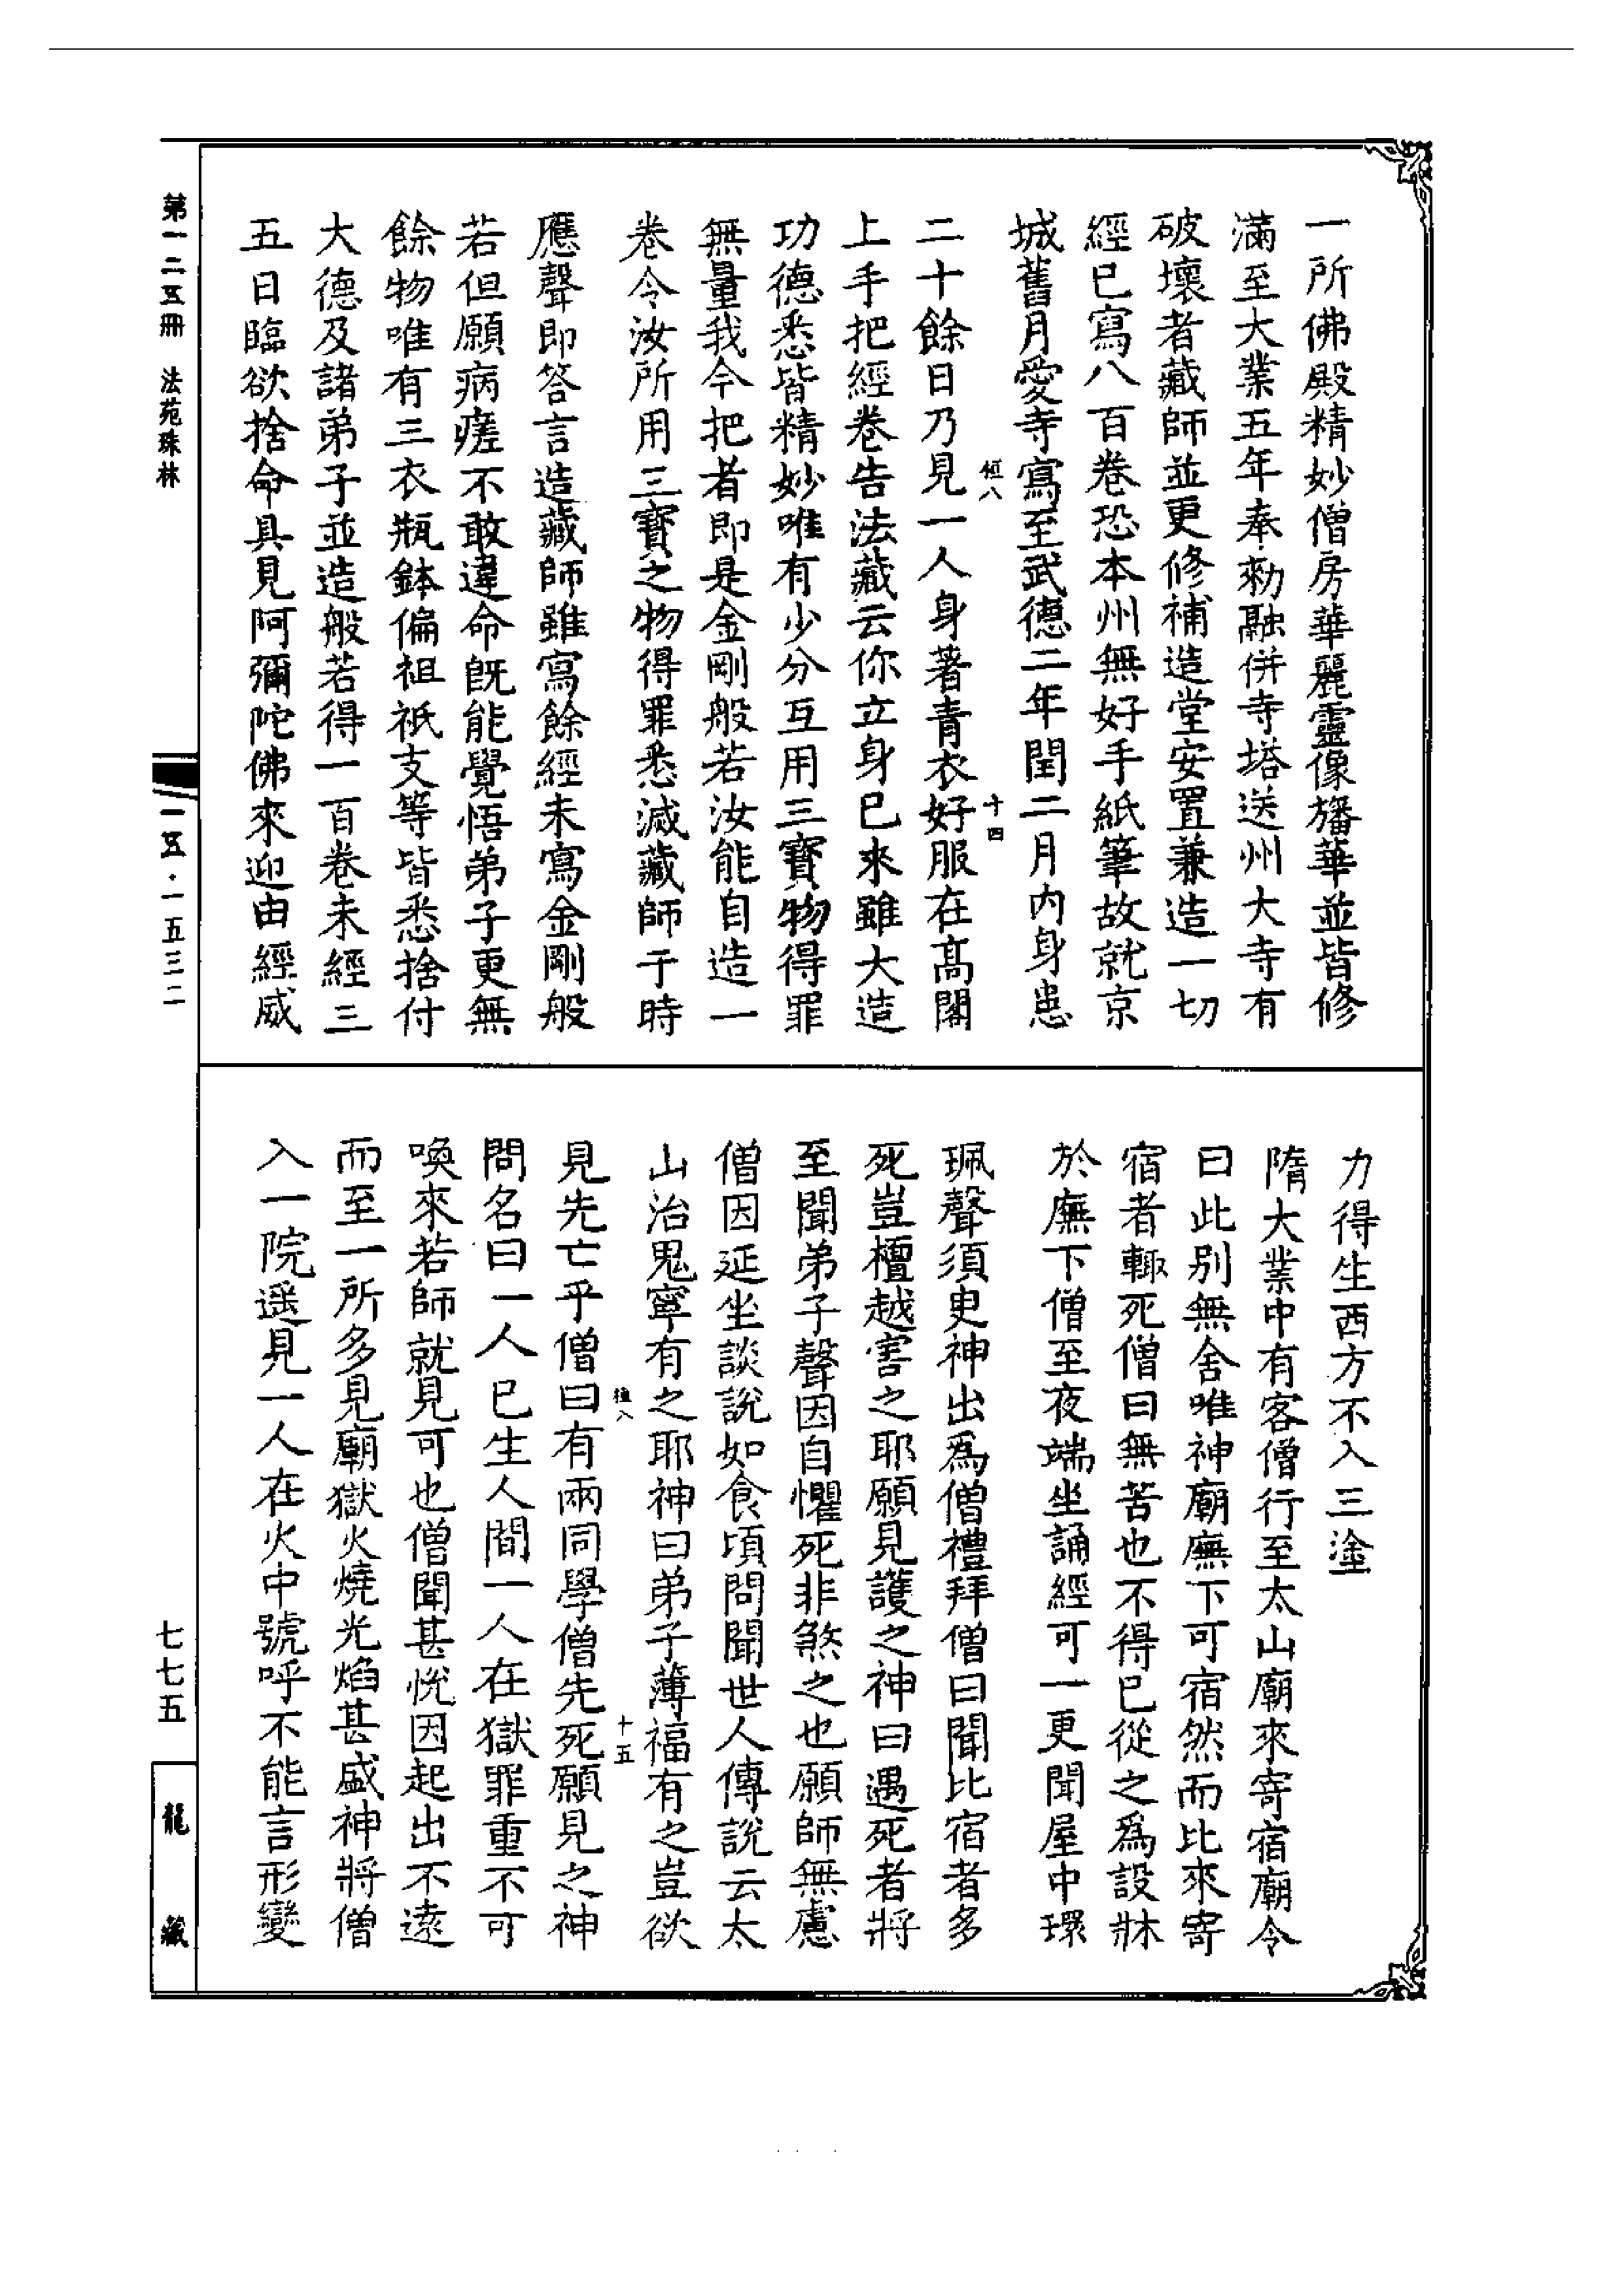 一所佛殿精妙僧房華麗靈像旛華並皆修
滿至大業五年奉勑融併寺塔送州大寺有
破壞者藏師並更修補造堂安置兼造一切
經已寫八百卷恐本州無好手紙筆故就京
城舊月愛寺寫至武德二年閏二月內身患
二十餘日乃見一人身著青衣好服在高閣
上手把經卷告法藏云你立身已來雖大造
功德悉皆精妙唯有少分互用三寶物得罪
無量我今把者即是金剛般若汝能自造一
卷令汝所用三寶之物得罪悉滅藏師于時
應聲即答言造藏師雖寫餘經未寫金剛般
若但願病瘥不敢違命既能覺悟弟子更無
餘物唯有三衣瓶鉢偏袒祇支等皆悉捨付
大德及諸弟子並造般若得一百卷未經三
五日臨欲捨命具見阿彌陀佛來迎由經威
十四
力得生西方不入三塗
隋大業中有客僧行至太山廟來寄宿廟令
曰此別無舍唯神廟廡下可宿然而比來寄
宿者輙死僧曰無苦也不得已從之爲設牀
於廡下僧至夜端坐誦經可一更聞屋中環
珮聲須臾神出爲僧禮拜僧曰聞比宿者多
死豈檀越害之耶願見護之神曰遇死者將
至聞弟子聲因自懼死非煞之也願師無慮
僧因延坐談說如食頃問聞世人傳說云太
山治鬼寧有之耶神曰弟子薄福有之豈欲
見先亡乎僧曰有兩同學僧先死願見之神
問名曰一人已生人間一人在獄罪重不可
喚來若師就見可也僧聞甚悅因起出不遠
而至一所多見廟獄火燒光焰甚盛神將僧
入一院遥見一人在火中號呼不能言形變
十五
第一二五冊 法苑珠林
一五·一五三二
七七五
龍藏